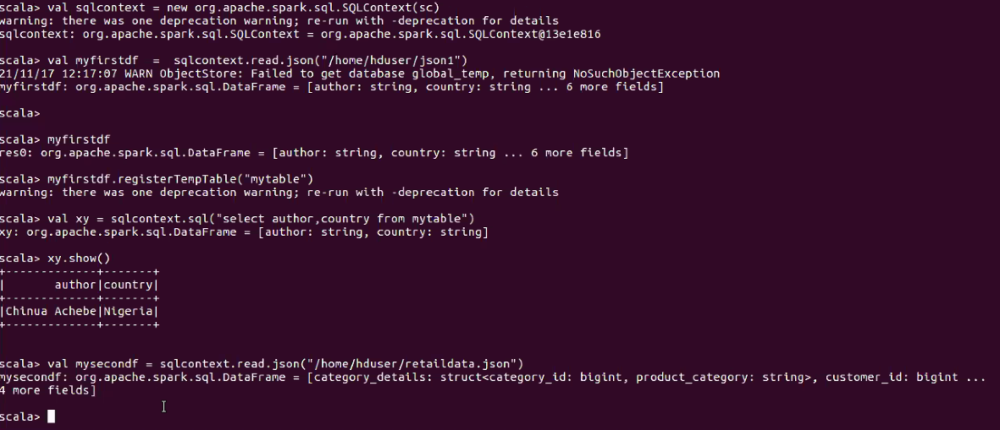 scala> val sqlcontext = new org.apache.spark.sql.SQLContext(sc)
warning: there was one deprecation warning; re-run with -deprecation for details
sqlcontext: org.apache.spark.sql.SQLContext = org.apache.spark.sql.SQLContext@13e1e816
scala> val myfirstdf  =  sqlcontext.read.json("/home/hduser/json1")
21/11/17 12:17:07 WARN ObjectStore: Failed to get database global_temp, returning NoSuchObjectException
myfirstdf: org.apache.spark.sql.DataFrame = [author: string, country: string ... 6 more fields]
scala>
scala> myfirstdf
res0: org.apache.spark.sql.DataFrame = [author: string, country: string ... 6 more fields]
scala> myfirstdf.registerTempTable("mytable")
warning: there was one deprecation warning; re-run with -deprecation for details
scala> val xy = sqlcontext.sql("select author,country from mytable")
xy: org.apache.spark.sql.DataFrame = [author: string, country: string]
scala> xy.show()
+-------------+-------+
|       author|country|
+-------------+-------+
|Chinua Achebe|Nigeria|
+-------------+-------+
scala> val mysecondf = sqlcontext.read.json("/home/hduser/retaildata.json")
mysecondf: org.apache.spark.sql.DataFrame = [category_details: struct<category_id: bigint, product_category: string>, customer_id: bigint ...
4 more fields]
scala>